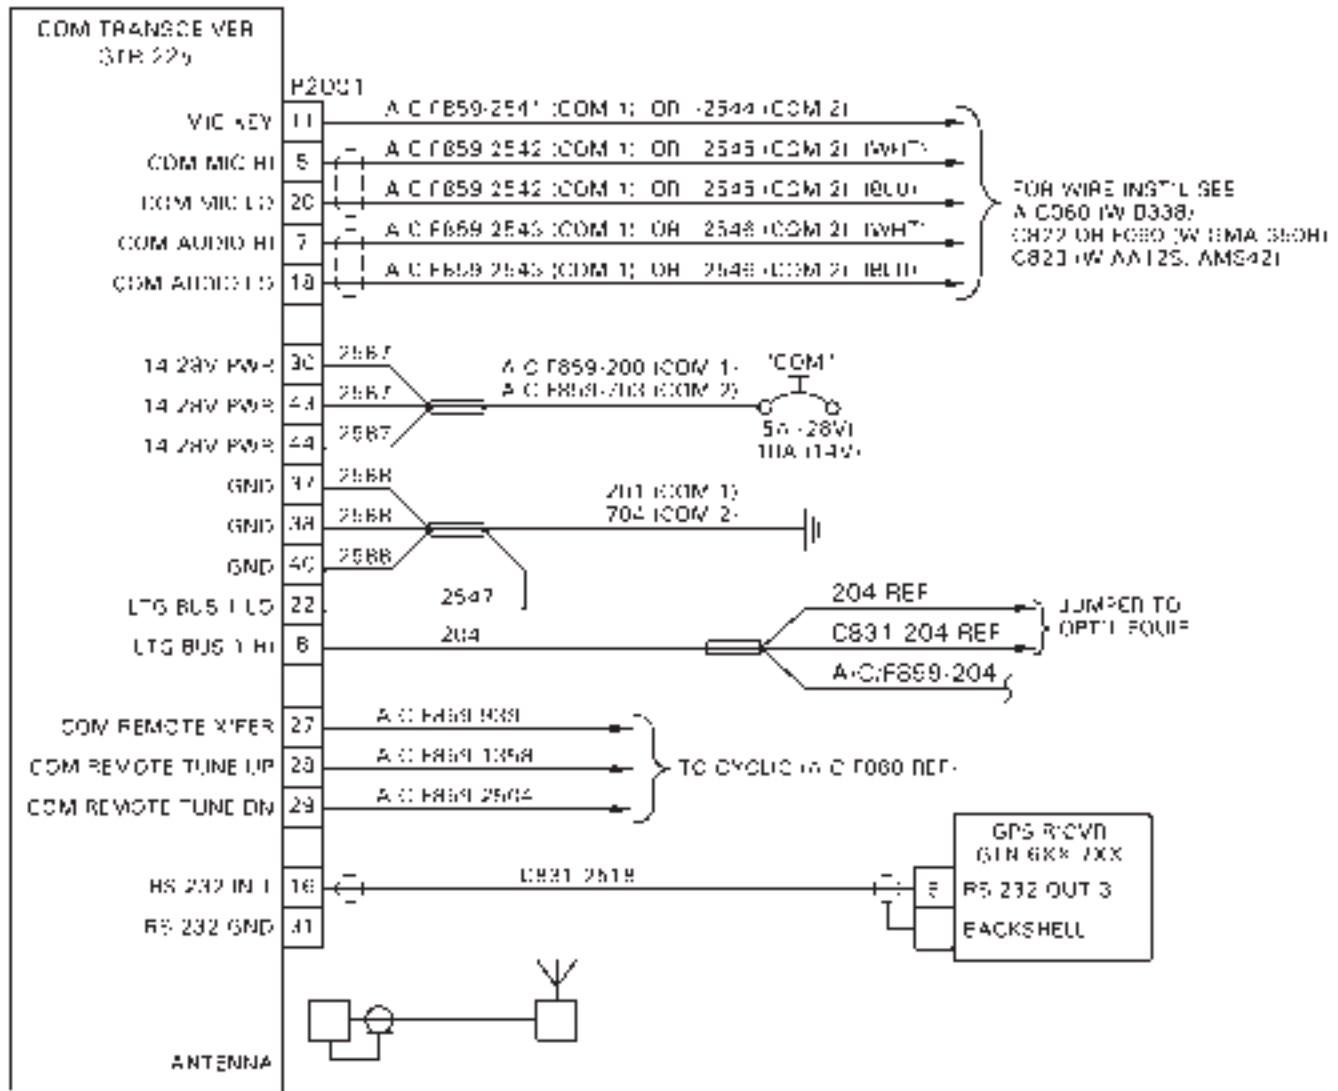 COM TRANSCEIVER
GTR 225
P2001
MIC KEY 11 A/C/F859-2541 (COM 1) OR -2544 (COM 2)
COM MIC HI 5 A/C/F859-2542 (COM 1) OR -2545 (COM 2) (WHT)
COM MIC LO 20 A/C/F859-2542 (COM 1) OR -2545 (COM 2) (BLU)
COM AUDIO HI 7 A/C/F859-2543 (COM 1) OR -2546 (COM 2) (WHT)
COM AUDIO LO 18 A/C/F859-2543 (COM 1) OR -2546 (COM 2) (BLU)
FOR WIRE INST'L SEE
A/C060 (W/B338)
C822 OR F060 (W/GMA 350H)
C821 (W/AA12S, AMS42)
14/28V PWR 30 2567
14/28V PWR 43 2567
14/28V PWR 44 2567
A/C/F859-200 (COM 1)
A/C/F859-703 (COM 2)
"COM"
5A (28V)
10A (14V)
GND 37 2568
GND 38 2568
GND 40 2568
201 (COM 1)
704 (COM 2)
LTG BUS 1 LO 22 2547
LTG BUS 1 HI 8 204
204 REF
C831-204 REF
A/C/F859-204
JUMPER TO
OPT'L EQUIP
COM REMOTE X'FER 27 A/C/F859-939
COM REMOTE TUNE UP 28 A/C/F859-1358
COM REMOTE TUNE DN 29 A/C/F859-2504
TO CYCLIC (A/C/F060 REF)
RS-232 IN 1 16 C831-2518
RS-232 GND 31
GPS R'CVR
GTN 6XX/7XX
RS-232 OUT 3
BACKSHELL
ANTENNA